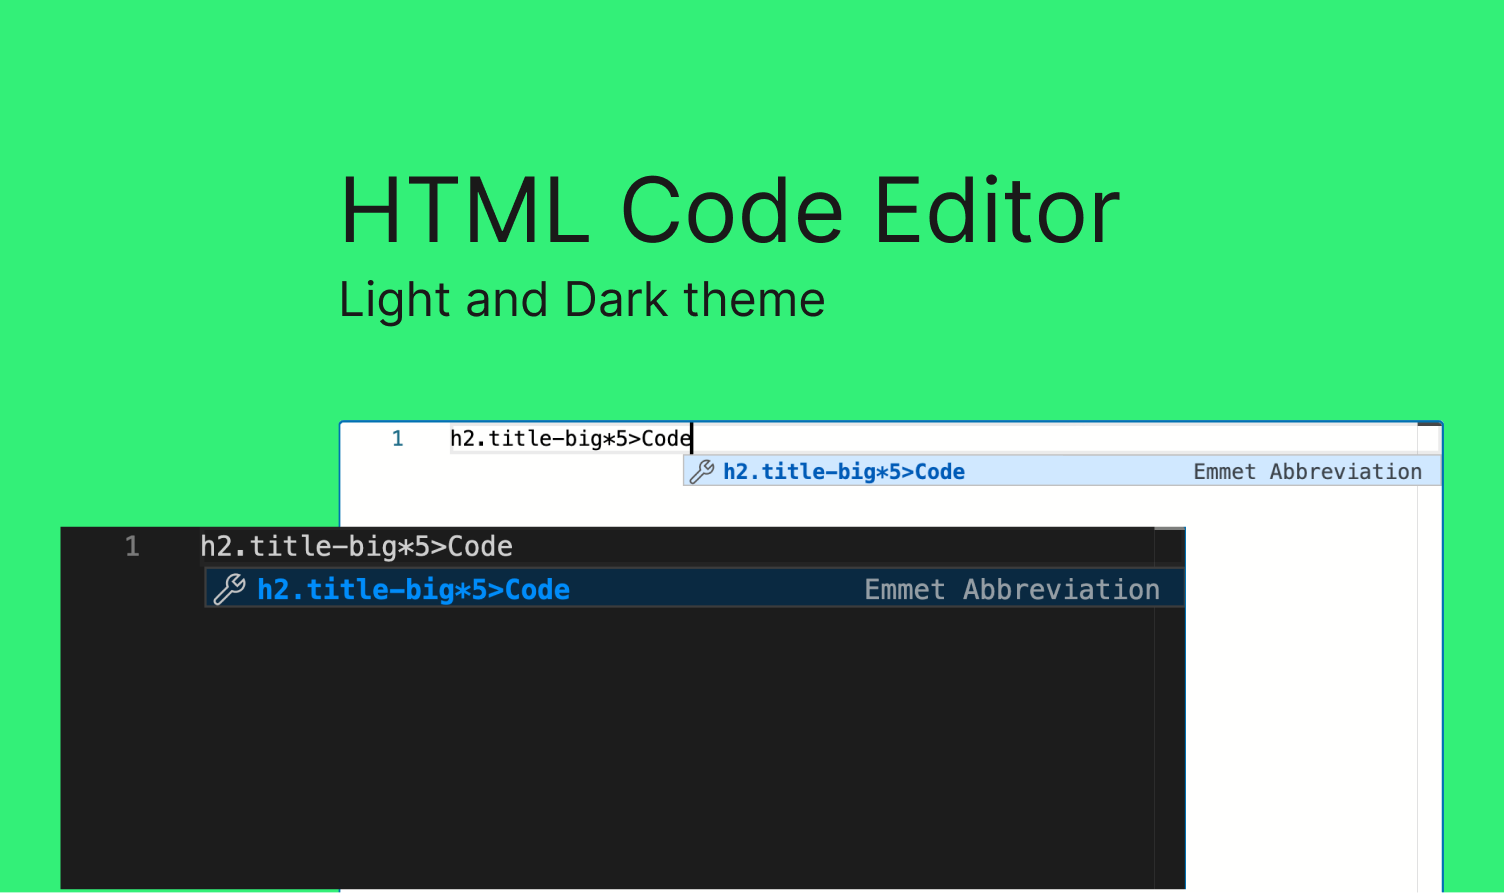 HTML Code Editor
Light and Dark theme
1 h2.title-big*5>Code
h2.title-big*5>Code Emmet Abbreviation
1 h2.title-big*5>Code
h2.title-big*5>Code Emmet Abbreviation